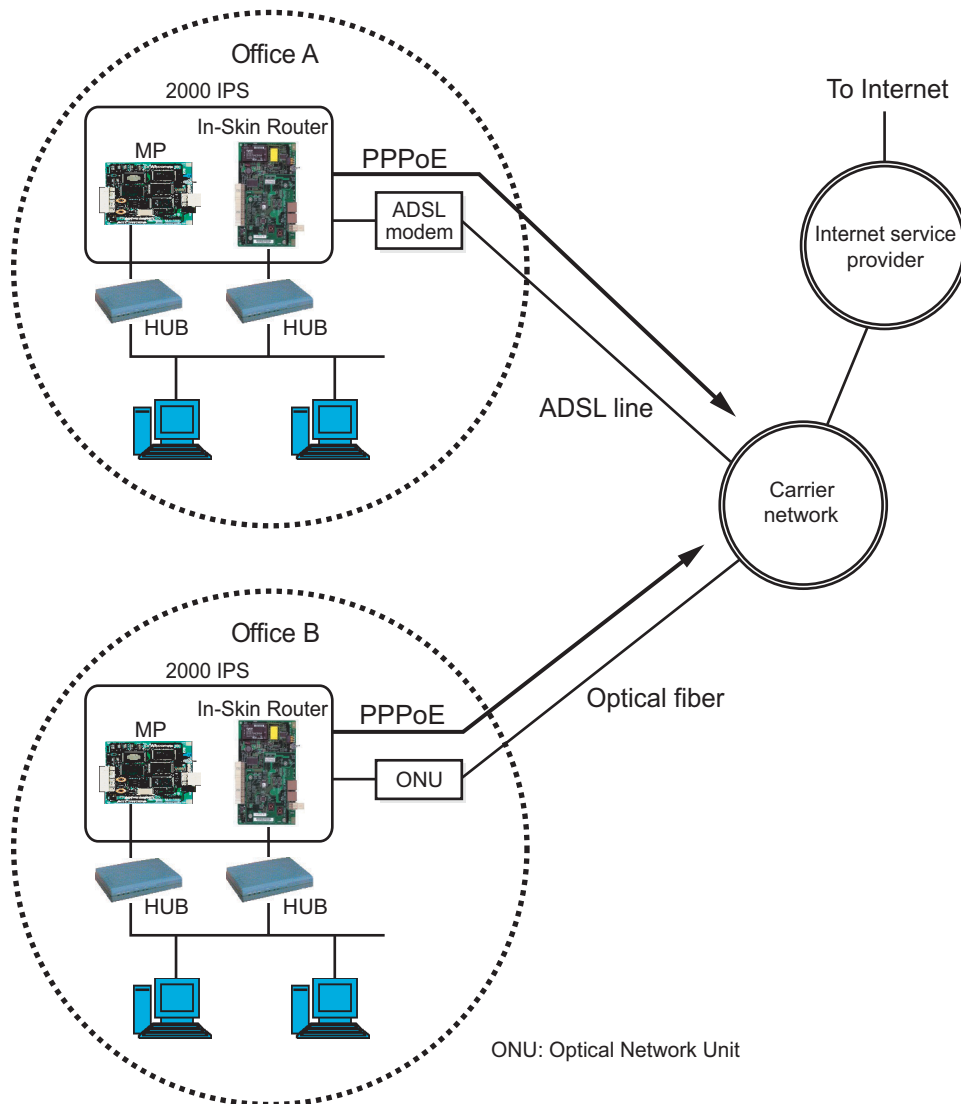 Office A
2000 IPS
In-Skin Router
MP
PPPoE
ADSL
modem
HUB
HUB
ADSL line
To Internet
Internet service
provider
Carrier
network
Office B
2000 IPS
In-Skin Router
MP
PPPoE
ONU
Optical fiber
HUB
HUB
ONU: Optical Network Unit